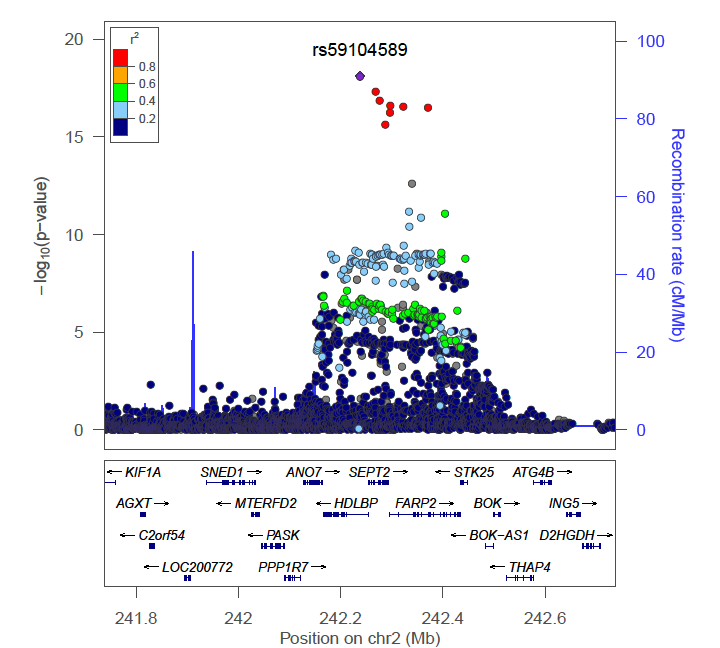 rs59104589
r2
0.8
0.6
0.4
0.2
20
15
10
5
0
−log10(p−value)
100
80
60
40
20
0
Recombination rate (cM/Mb)
KIF1A SNED1 ANO7 SEPT2 STK25 ATG4B
AGXT MTERFD2 HDLBP FARP2 BOK ING5
C2orf54 PASK BOK−AS1 D2HGDH
LOC200772 PPP1R7 THAP4
241.8 242 242.2 242.4 242.6
Position on chr2 (Mb)